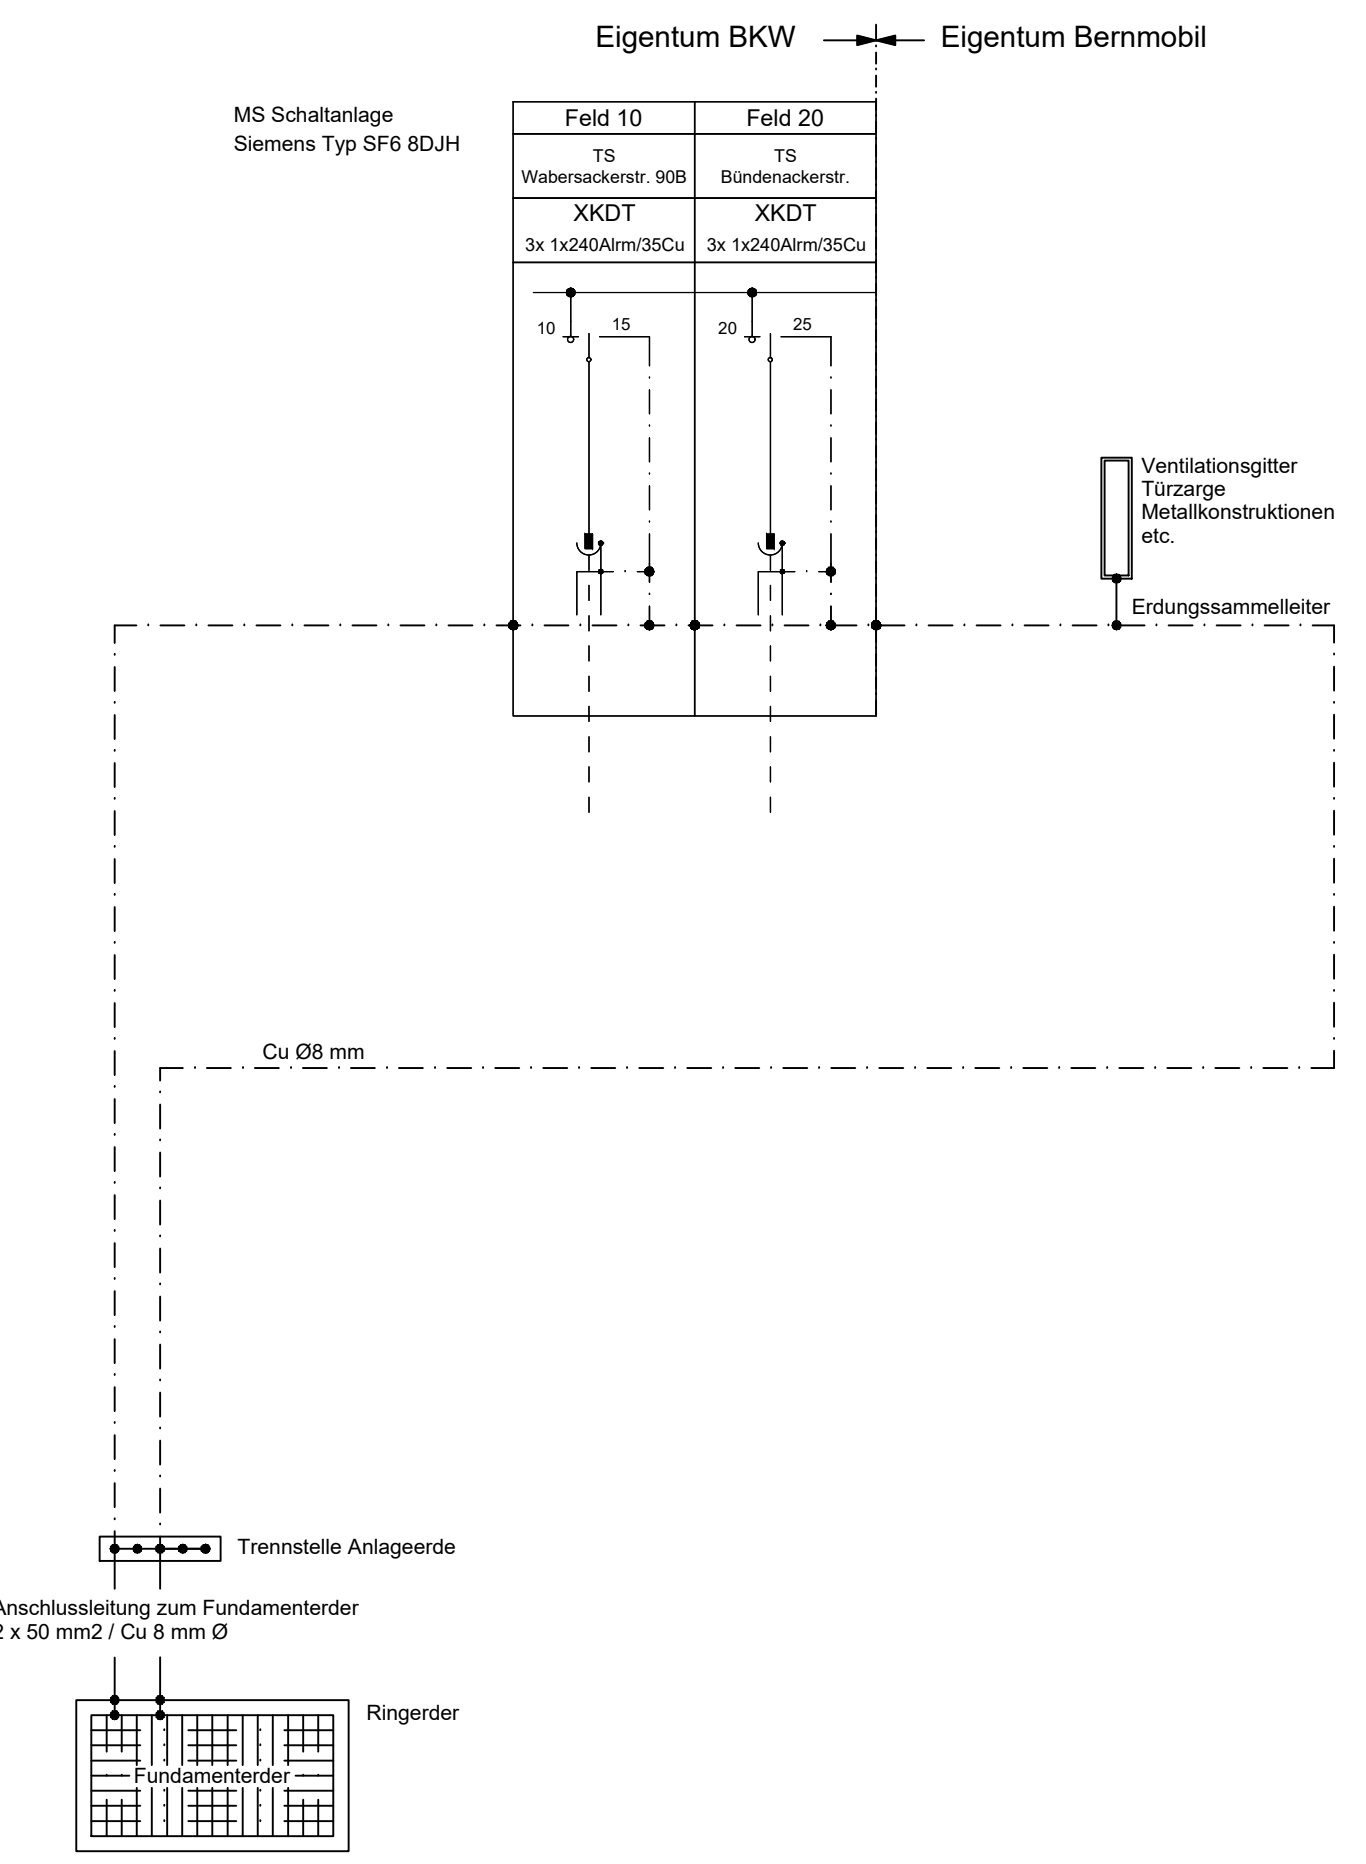 Eigentum BKW
Eigentum Bernmobil
MS Schaltanlage
Siemens Typ SF6 8DJH
Feld 10
Feld 20
TS
Wabersackerstr. 90B
TS
Bündenackerstr.
XKDT
3x 1x240Alrm/35Cu
XKDT
3x 1x240Alrm/35Cu
10
15
20
25
Ventilationsgitter
Türzarge
Metallkonstruktionen
etc.
Erdungssammelleiter
Cu Ø8 mm
Trennstelle Anlageerde
Anschlussleitung zum Fundamenterder
2 x 50 mm2 / Cu 8 mm Ø
Ringerder
Fundamenterder